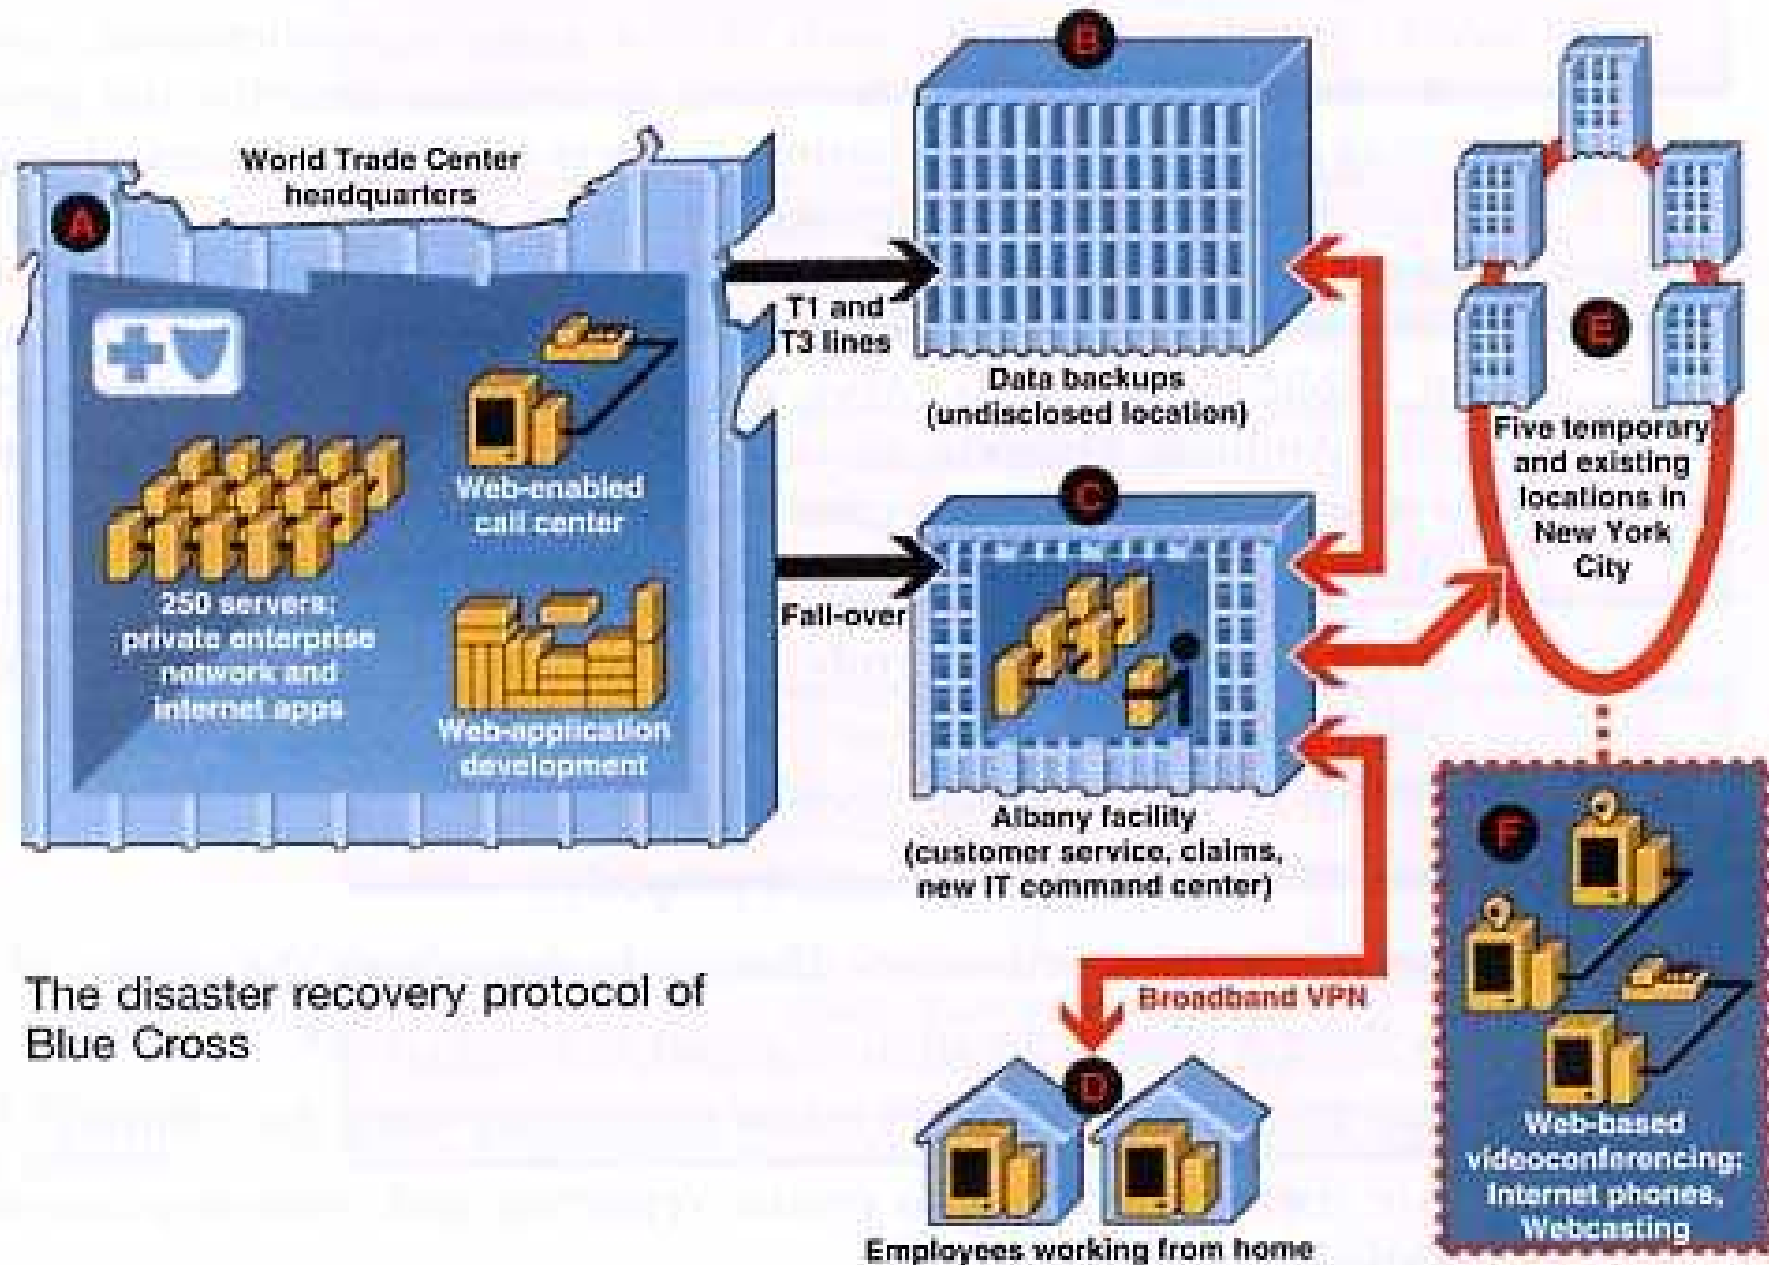 A
World Trade Center
headquarters
250 servers:
private enterprise
network and
internet apps
Web-enabled
call center
Web-application
development
T1 and
T3 lines
Fail-over
B
Data backups
(undisclosed location)
C
Albany facility
(customer service, claims,
new IT command center)
Broadband VPN
D
Employees working from home
E
Five temporary
and existing
locations in
New York
City
F
Web-based
videoconferencing;
Internet phones,
Webcasting
The disaster recovery protocol of
Blue Cross